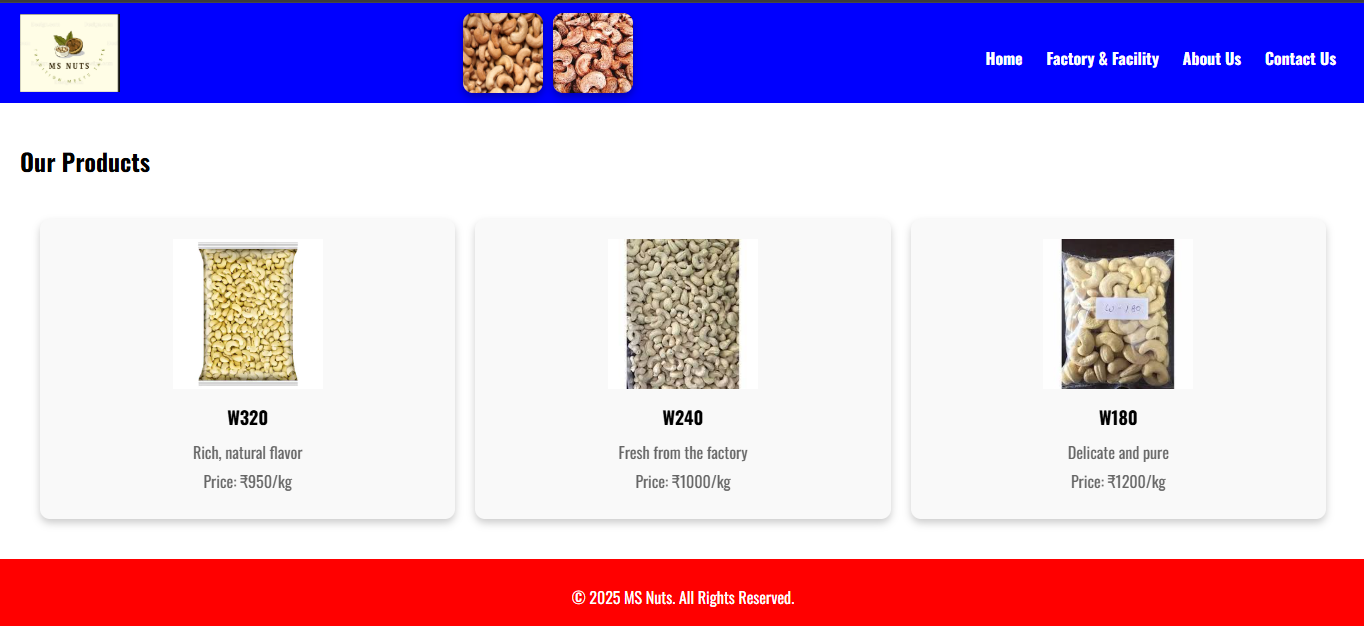 MS NUTS
Home Factory & Facility About Us Contact Us
Our Products
W320
Rich, natural flavor
Price: ₹950/kg
W240
Fresh from the factory
Price: ₹1000/kg
W180
Delicate and pure
Price: ₹1200/kg
© 2025 MS Nuts. All Rights Reserved.